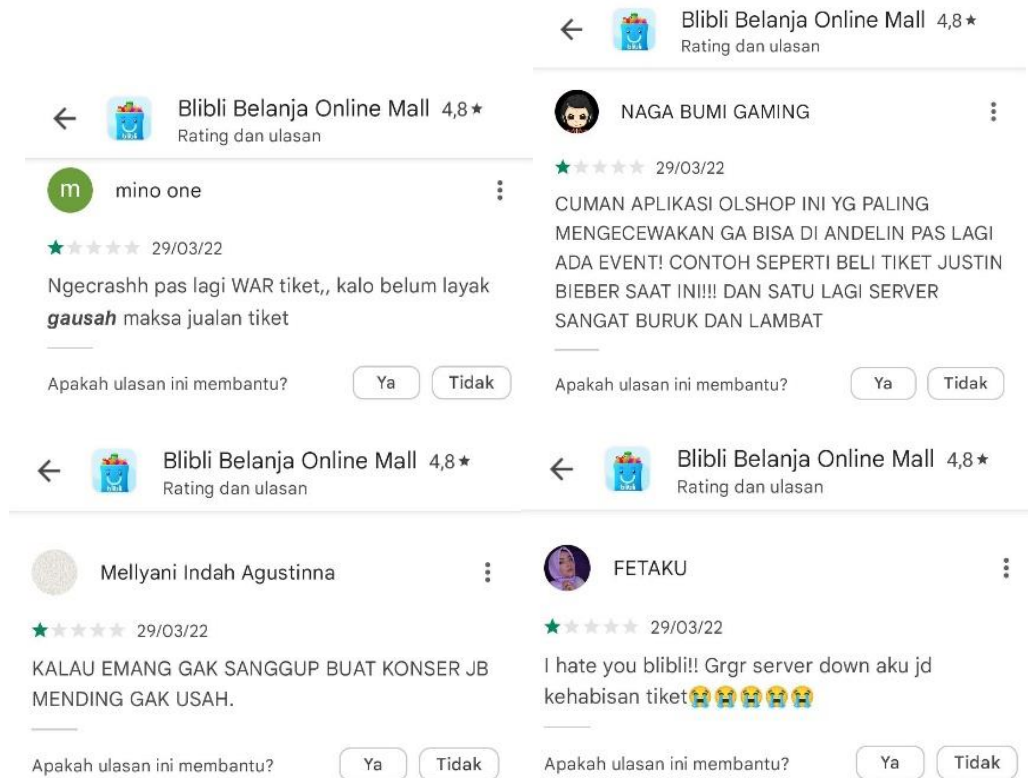 Blibli Belanja Online Mall 4,8★
Rating dan ulasan
m
mino one
29/03/22
Ngecrashh pas lagi WAR tiket,, kalo belum layak
gausah maksa jualan tiket
Apakah ulasan ini membantu? Ya Tidak
Blibli Belanja Online Mall 4,8★
Rating dan ulasan
NAGA BUMI GAMING
29/03/22
CUMAN APLIKASI OLSHOP INI YG PALING
MENGECEWAKAN GA BISA DI ANDELIN PAS LAGI
ADA EVENT! CONTOH SEPERTI BELI TIKET JUSTIN
BIEBER SAAT INI!!! DAN SATU LAGI SERVER
SANGAT BURUK DAN LAMBAT
Apakah ulasan ini membantu? Ya Tidak
Blibli Belanja Online Mall 4,8★
Rating dan ulasan
Mellyani Indah Agustinna
29/03/22
KALAU EMANG GAK SANGGUP BUAT KONSER JB
MENDING GAK USAH.
Apakah ulasan ini membantu? Ya Tidak
Blibli Belanja Online Mall 4,8★
Rating dan ulasan
FETAKU
29/03/22
I hate you blibli!! Grgr server down aku jd
kehabisan tiket😭😭😭😭😭
Apakah ulasan ini membantu? Ya Tidak